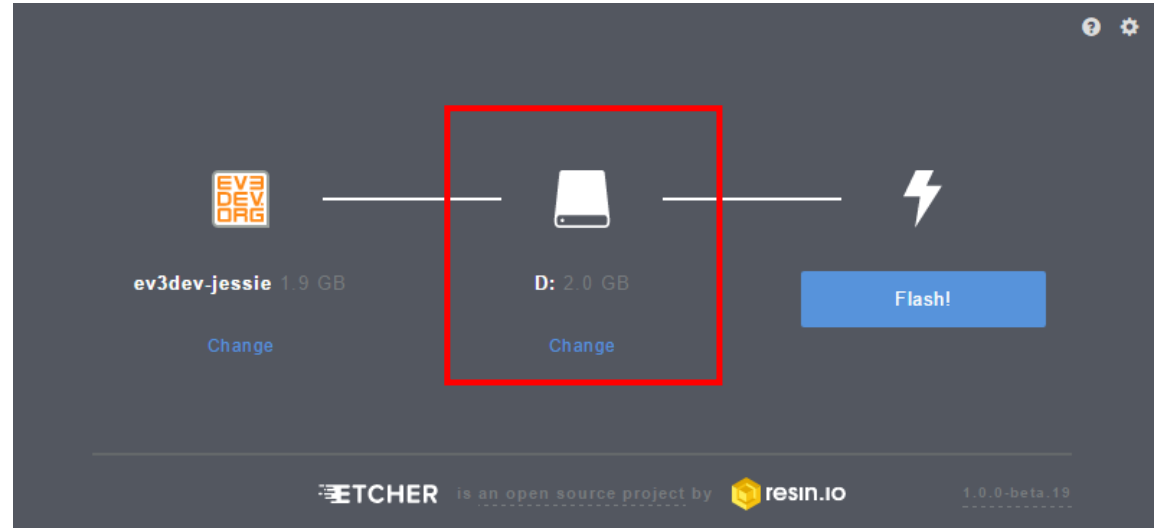 EV3
DEV.
ORG
ev3dev-jessie 1.9 GB
Change
D: 2.0 GB
Change
Flash!
ETCHER is an open source project by resin.io 1.0.0-beta.19